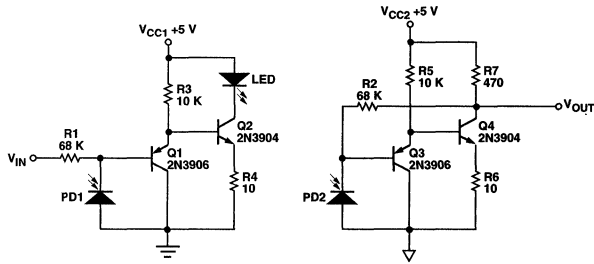 VCC1 +5 V
LED
R3
10 K
Q2
2N3904
R1
68 K
VIN
Q1
2N3906
R4
10
PD1
VCC2 +5 V
R5
10 K
R7
470
R2
68 K
VOUT
Q4
2N3904
Q3
2N3906
R6
10
PD2